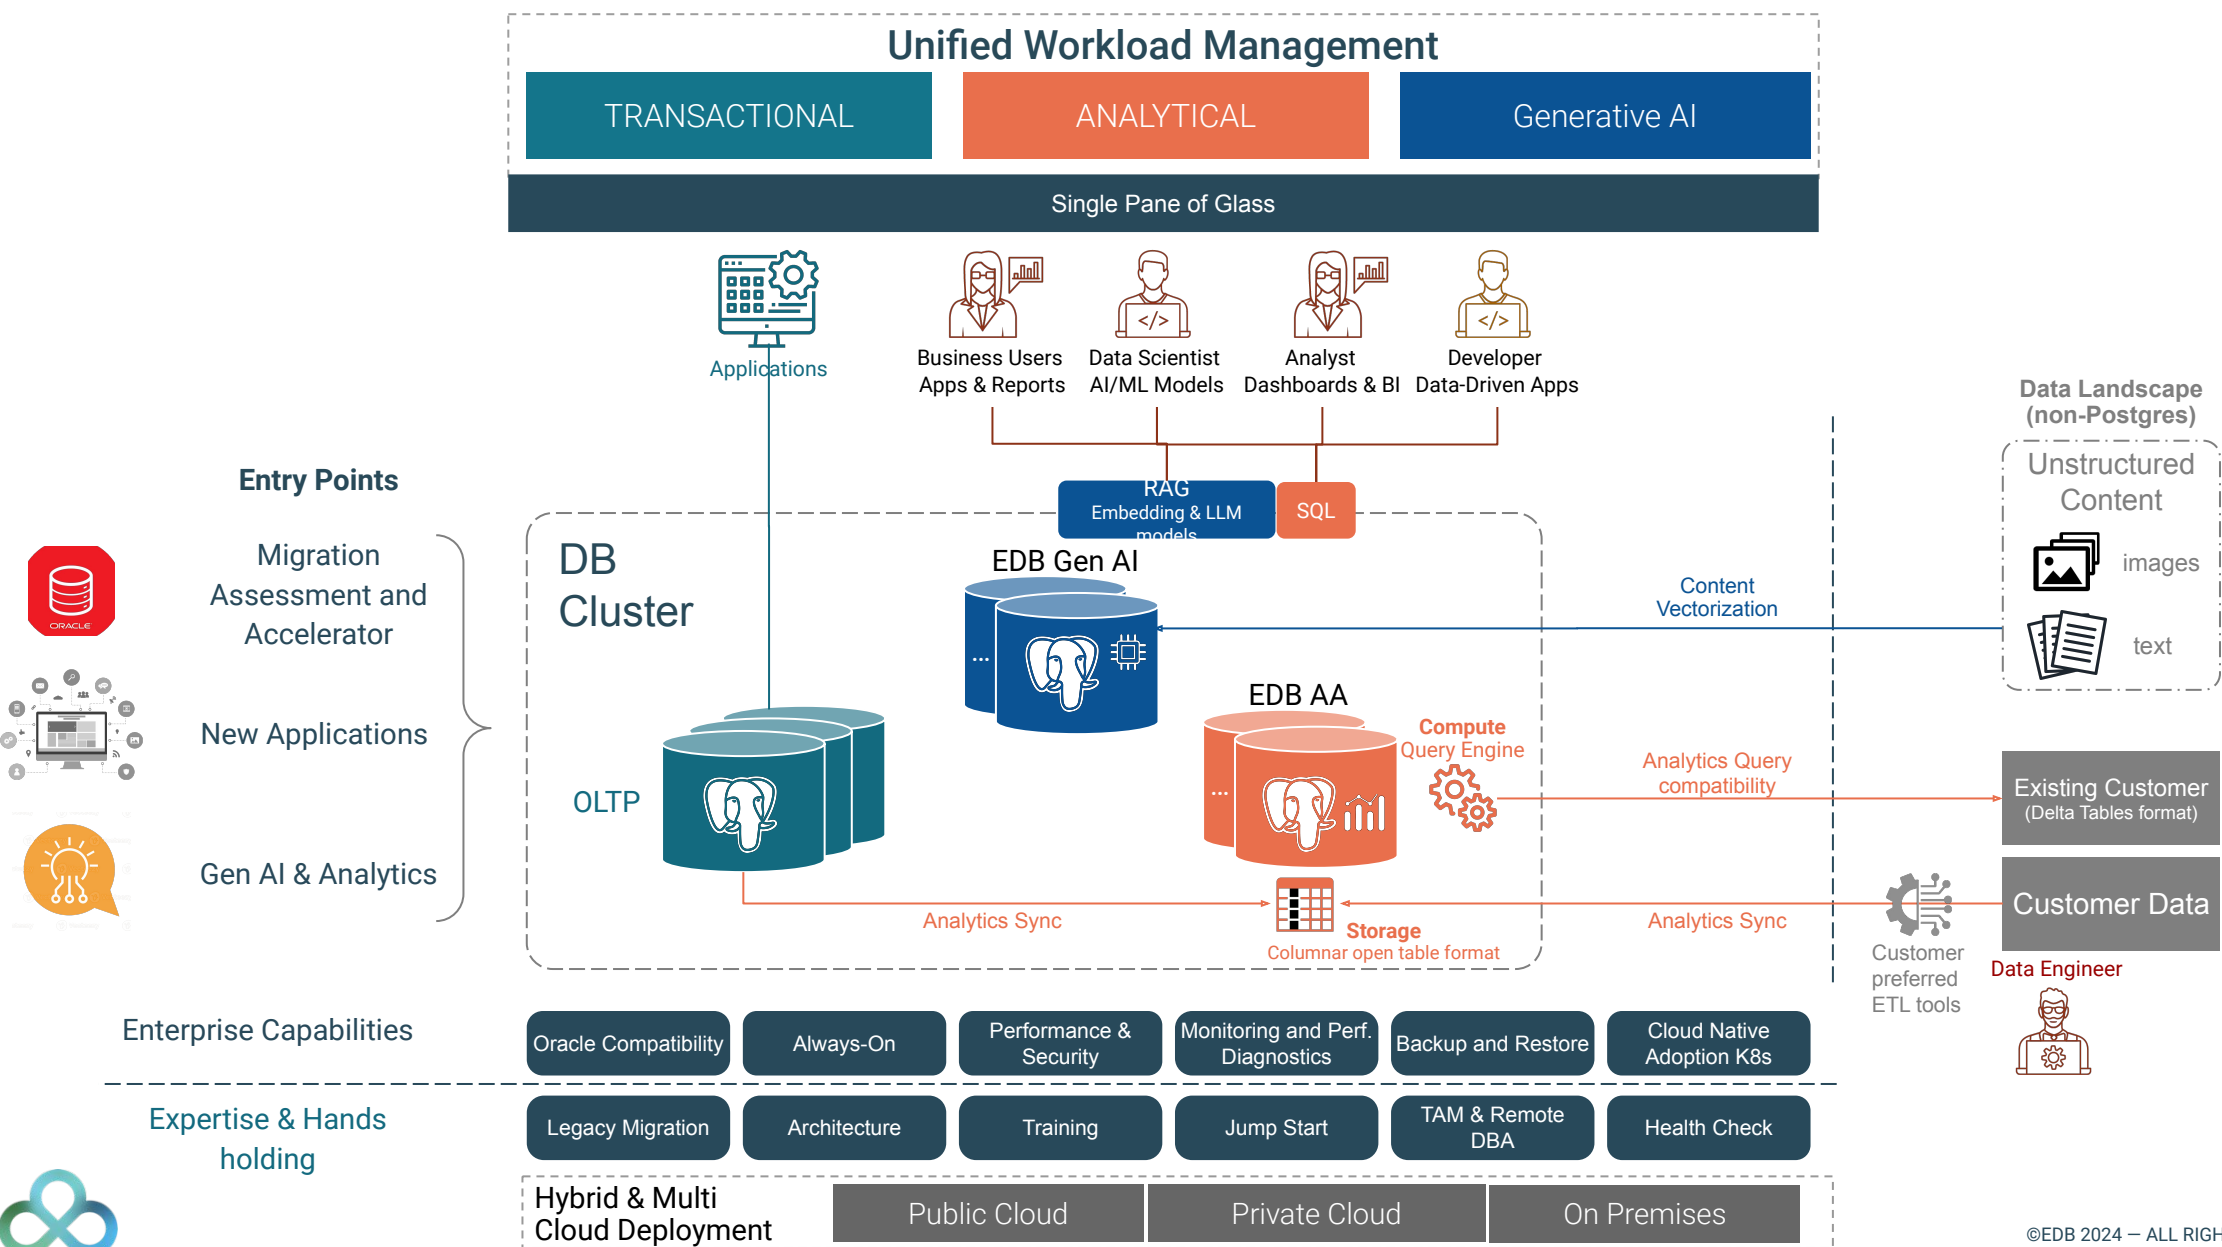 Unified Workload Management
TRANSACTIONAL
ANALYTICAL
Generative AI
Single Pane of Glass
Applications
Business Users
Apps & Reports
Data Scientist
AI/ML Models
Analyst
Dashboards & BI
Developer
Data-Driven Apps
Data Landscape
(non-Postgres)
Unstructured
Content
images
text
Entry Points
Migration
Assessment and
Accelerator
ORACLE
New Applications
Gen AI & Analytics
RAG
Embedding & LLM
models
SQL
DB
Cluster
EDB Gen AI
...
Content
Vectorization
EDB AA
...
Compute
Query Engine
OLTP
Analytics Query
compatibility
Existing Customer
(Delta Tables format)
Customer Data
Analytics Sync
Storage
Columnar open table format
Analytics Sync
Customer
preferred
ETL tools
Data Engineer
Enterprise Capabilities
Oracle Compatibility
Always-On
Performance &
Security
Monitoring and Perf.
Diagnostics
Backup and Restore
Cloud Native
Adoption K8s
Expertise & Hands
holding
Legacy Migration
Architecture
Training
Jump Start
TAM & Remote
DBA
Health Check
Hybrid & Multi
Cloud Deployment
Public Cloud
Private Cloud
On Premises
©EDB 2024 — ALL RIGH